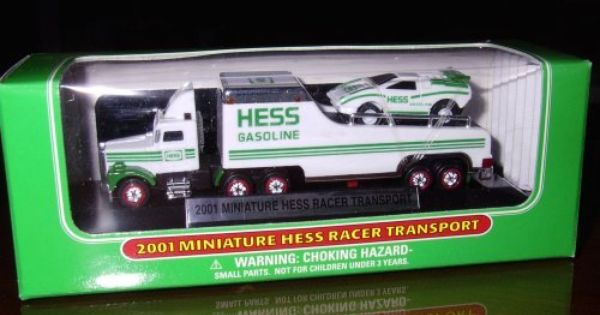 HESS
GASOLINE
HESS
HESS
2001 MINIATURE HESS RACER TRANSPORT
2001 MINIATURE HESS RACER TRANSPORT
WARNING: CHOKING HAZARD-
SMALL PARTS. NOT FOR CHILDREN UNDER 3 YEARS.